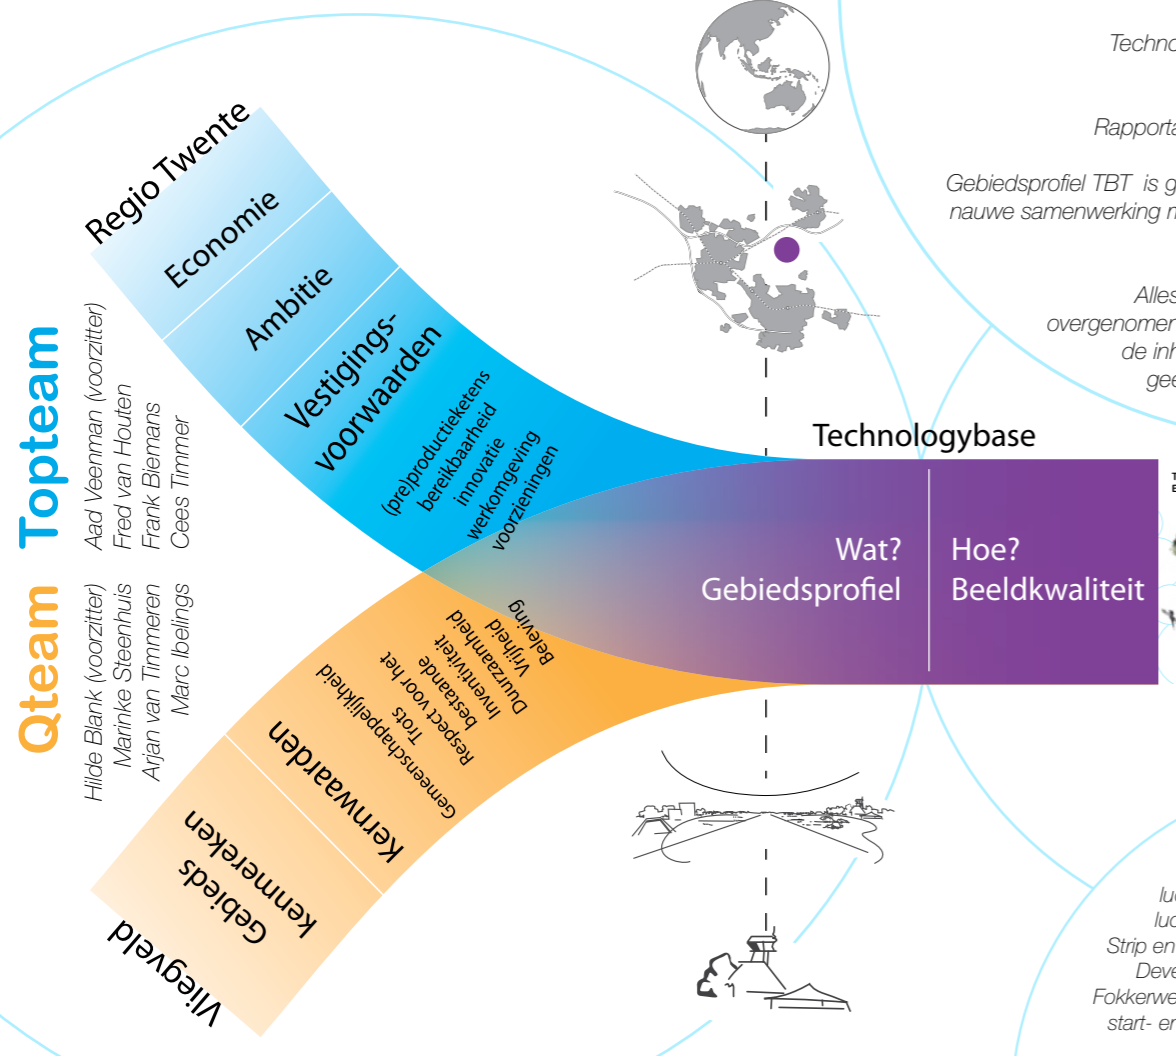 Regio Twente
Economie
Ambitie
Vestigings-
voorwaarden
(pre)productieketens
bereikbaarheid
innovatie
werkomgeving
voorzieningen
Topteam
Aad Veenman (voorzitter)
Fred van Houten
Frank Biemans
Cees Timmer
Qteam
Hilde Blank (voorzitter)
Marinke Steenhuis
Arjan van Timmeren
Marc Ibelings
Beleving
Vrijheid
Duurzaamheid
Inventiviteit
bestaande
Respect voor het
Trots
Gemeenschappelijkheid
Kernwaarden
kenmereken
Gebieds
Vliegveld
Technologybase
Wat?
Gebiedsprofiel
Hoe?
Beeldkwaliteit
Techno
Rapporta
Gebiedsprofiel TBT is g
nauwe samenwerking
Alles
overgenomen
de inh
gee
Strip en
Deve
Fokkerwe
start- en